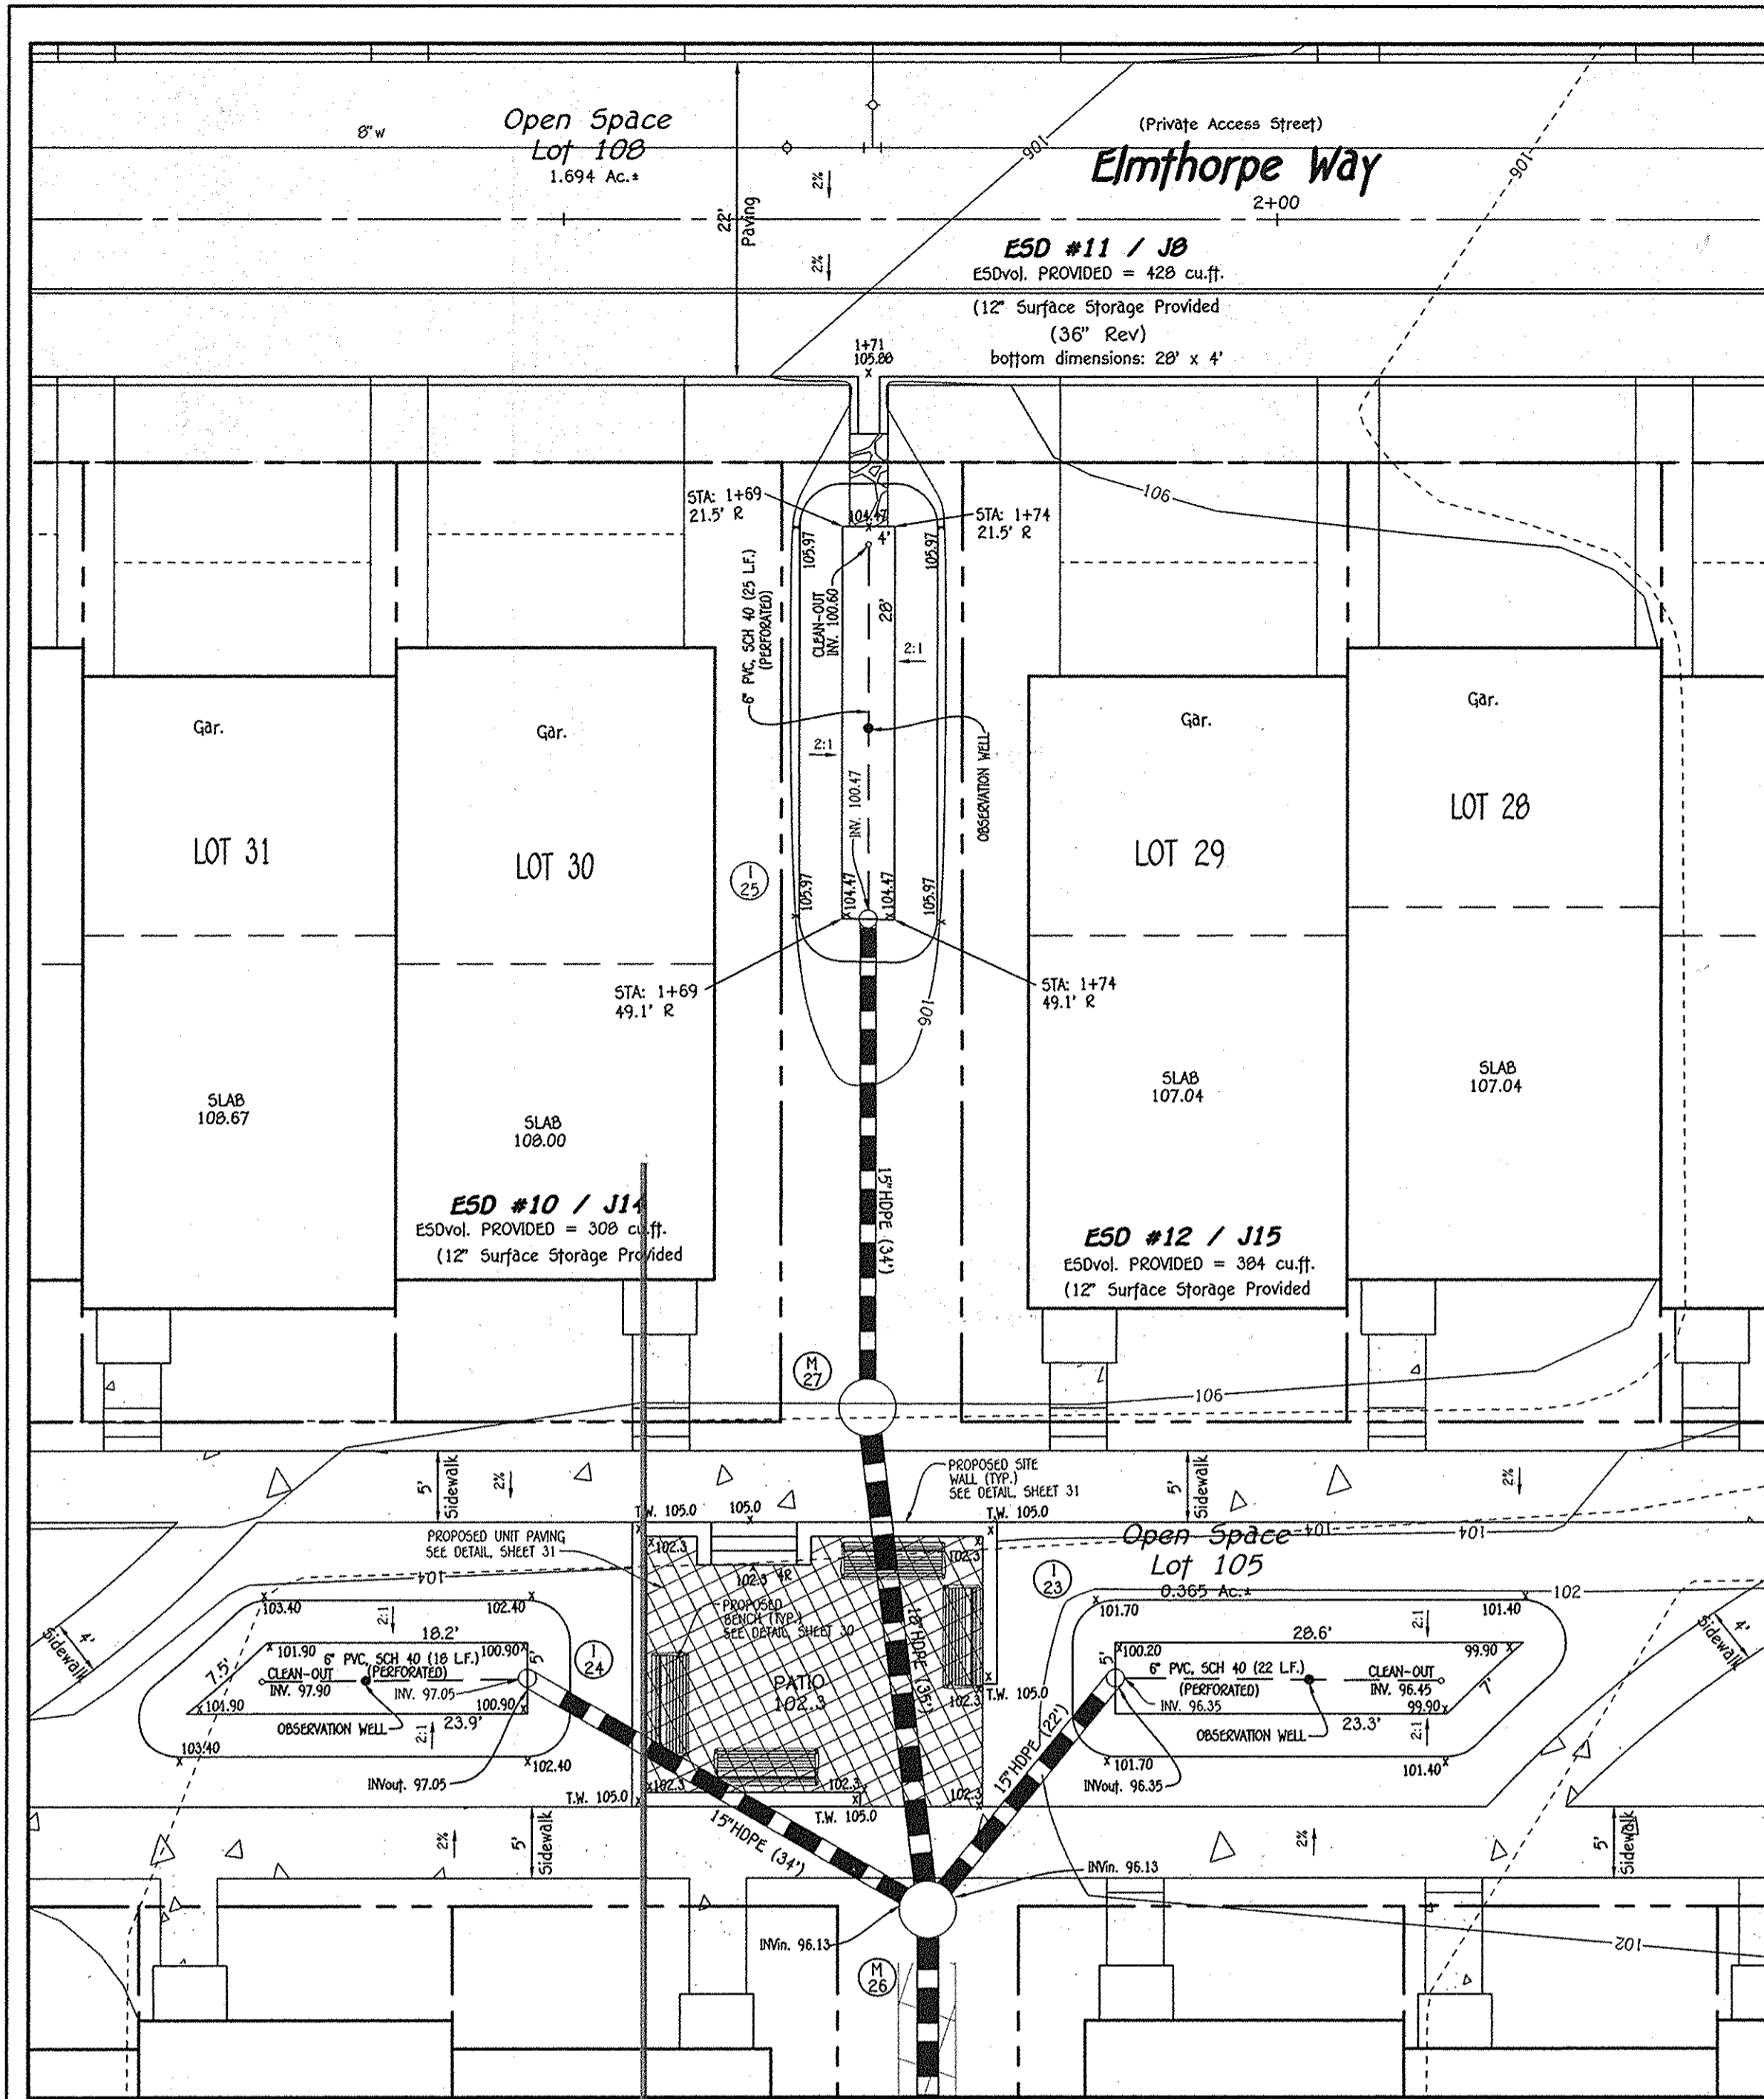 Open Space
Lot 108
1.694 Ac.±
8"w
22'
Paving
2%
2%
(Private Access Street)
Elmthorpe Way
2+00
106
106
ESD #11 / J8
ESDvol. PROVIDED = 428 cu.ft.
(12" Surface Storage Provided
(36" Rev)
bottom dimensions: 28' x 4'
1+71
105.88
STA: 1+69
21.5' R
STA: 1+74
21.5' R
106
104.47
4'
105.97
105.97
6" PVC, SCH 40 (25 L.F.)
(PERFORATED)
CLEAN-OUT
INV. 100.60
28'
2:1
2:1
INV. 100.47
OBSERVATION WELL
105.97
104.47
104.47
105.97
I
25
STA: 1+69
49.1' R
STA: 1+74
49.1' R
106
Gar.
LOT 31
SLAB
108.67
Gar.
LOT 30
SLAB
108.00
Gar.
LOT 29
SLAB
107.04
Gar.
LOT 28
SLAB
107.04
ESD #10 / J14
ESDvol. PROVIDED = 308 cu.ft.
(12" Surface Storage Provided
15"HDPE (34')
ESD #12 / J15
ESDvol. PROVIDED = 384 cu.ft.
(12" Surface Storage Provided
M
27
106
5'
Sidewalk
2%
PROPOSED SITE
WALL (TYP.)
SEE DETAIL, SHEET 31
5'
Sidewalk
2%
T.W. 105.0
105.0
T.W. 105.0
PROPOSED UNIT PAVING
SEE DETAIL, SHEET 31
Open Space
Lot 105
0.365 Ac.±
104
104
104
102.3
102.3
102.3
4R
PROPOSED
BENCH (TYP.)
SEE DETAIL, SHEET 30
I
23
102
103.40
102.40
2:1
18.2'
101.90
100.90
6" PVC, SCH 40 (18 L.F.)
(PERFORATED)
CLEAN-OUT
INV. 97.90
INV. 97.05
7.5'
5'
101.90
100.90
OBSERVATION WELL
23.9'
2:1
103.40
102.40
INVout. 97.05
4'
Sidewalk
I
24
PATIO
102.3
18"HDPE (35')
T.W. 105.0
102.3
102.3
102.3
T.W. 105.0
T.W. 105.0
101.70
101.40
2:1
28.6'
100.20
99.90
5'
6" PVC, SCH 40 (22 L.F.)
(PERFORATED)
CLEAN-OUT
INV. 96.45
INV. 96.35
7'
99.90
OBSERVATION WELL
23.3'
2:1
101.70
101.40
INVout. 96.35
4'
Sidewalk
15"HDPE (22')
15"HDPE (34')
2%
5'
Sidewalk
2%
5'
Sidewalk
INVin. 96.13
INVin. 96.13
M
26
102